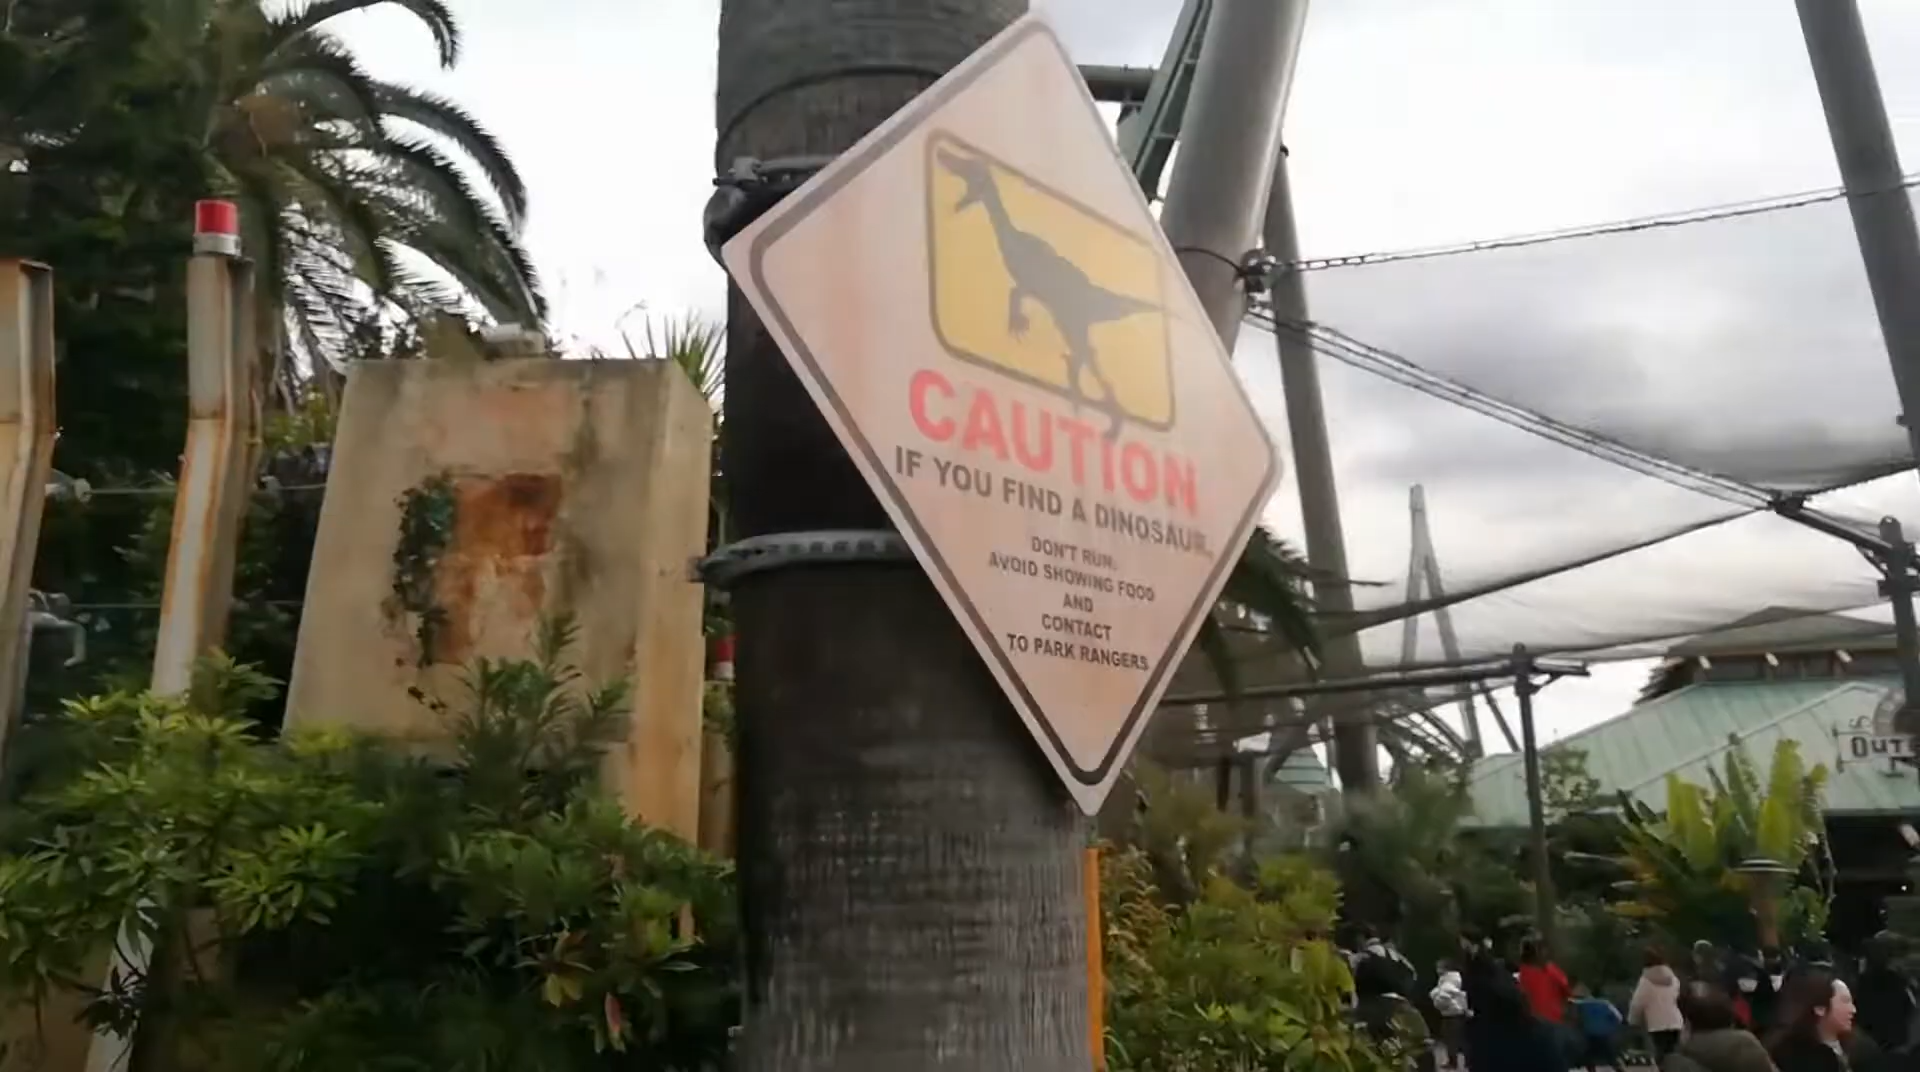 CAUTION
IF YOU FIND A DINOSAUR,
DON'T RUN.
AVOID SHOWING FOOD
AND
CONTACT
TO PARK RANGERS